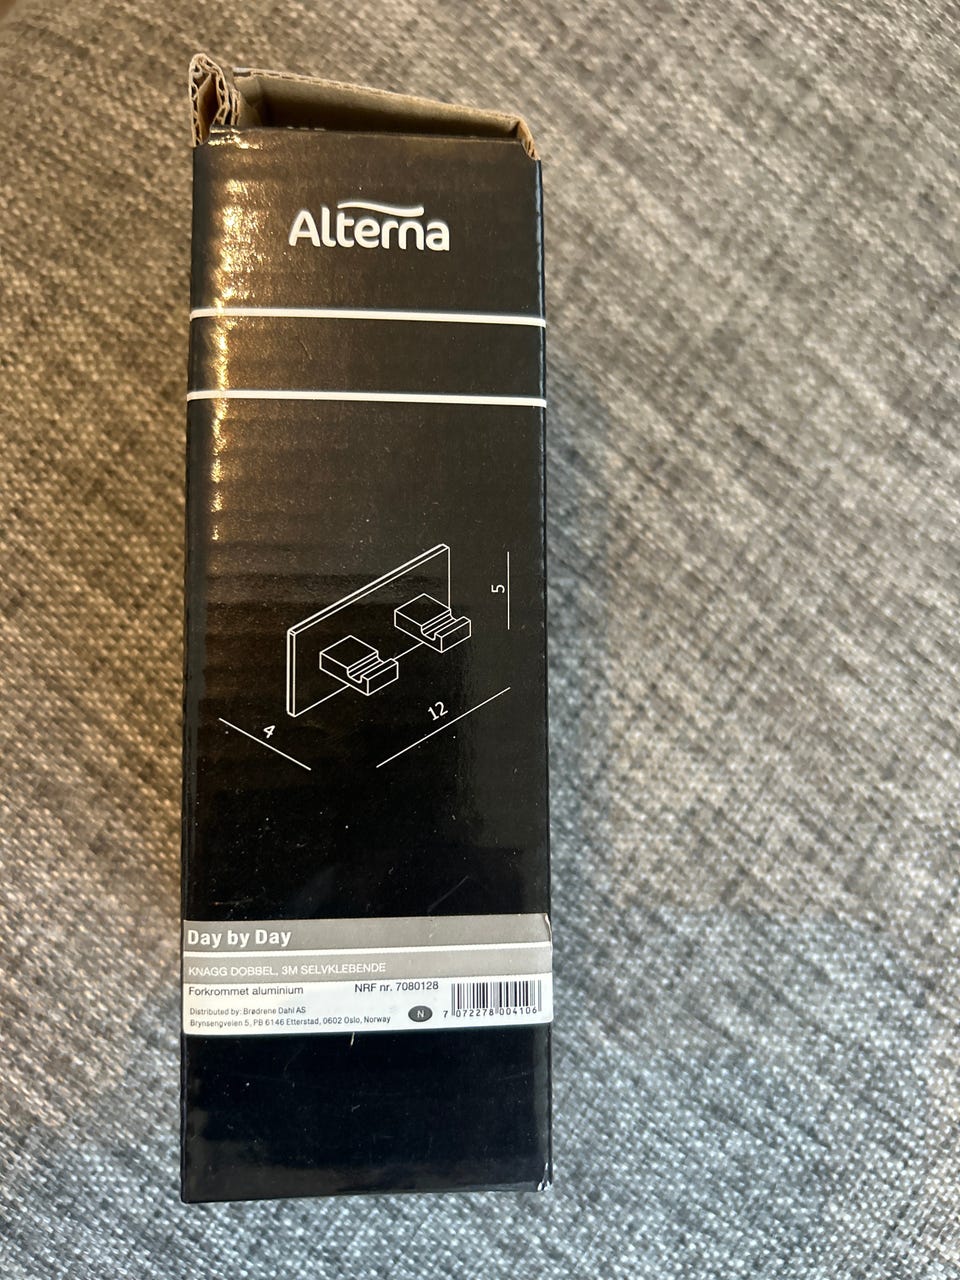 Alterna
5
4
12
Day by Day
KNAGG DOBBEL, 3M SELVKLEBENDE
Forkrommet aluminium NRF nr. 7080128
Distributed by: Brødrene Dahl AS
Brynsengveien 5, PB 6146 Etterstad, 0602 Oslo, Norway
N
7 072278 004106